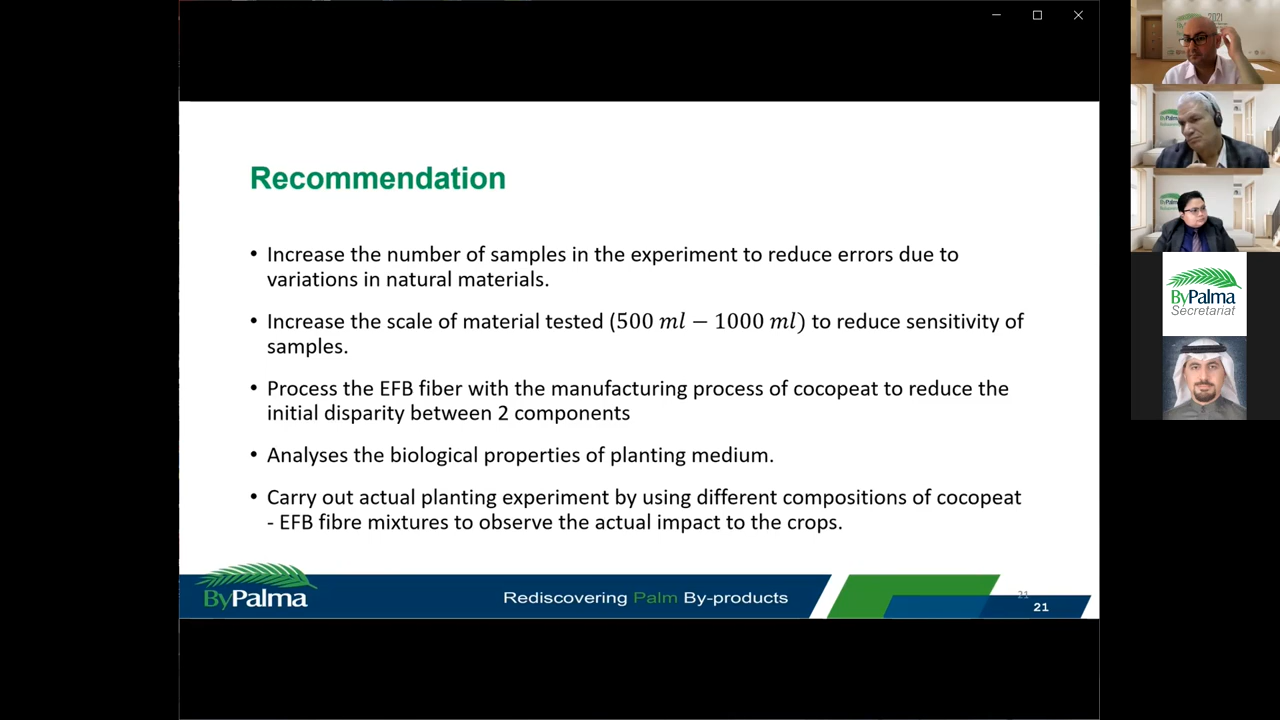 Recommendation
• Increase the number of samples in the experiment to reduce errors due to
variations in natural materials.
• Increase the scale of material tested (500 ml − 1000 ml) to reduce sensitivity of
samples.
• Process the EFB fiber with the manufacturing process of cocopeat to reduce the
initial disparity between 2 components
• Analyses the biological properties of planting medium.
• Carry out actual planting experiment by using different compositions of cocopeat
- EFB fibre mixtures to observe the actual impact to the crops.
ByPalma
Rediscovering Palm By-products
21
21
2021
ByPalma
Secretariat